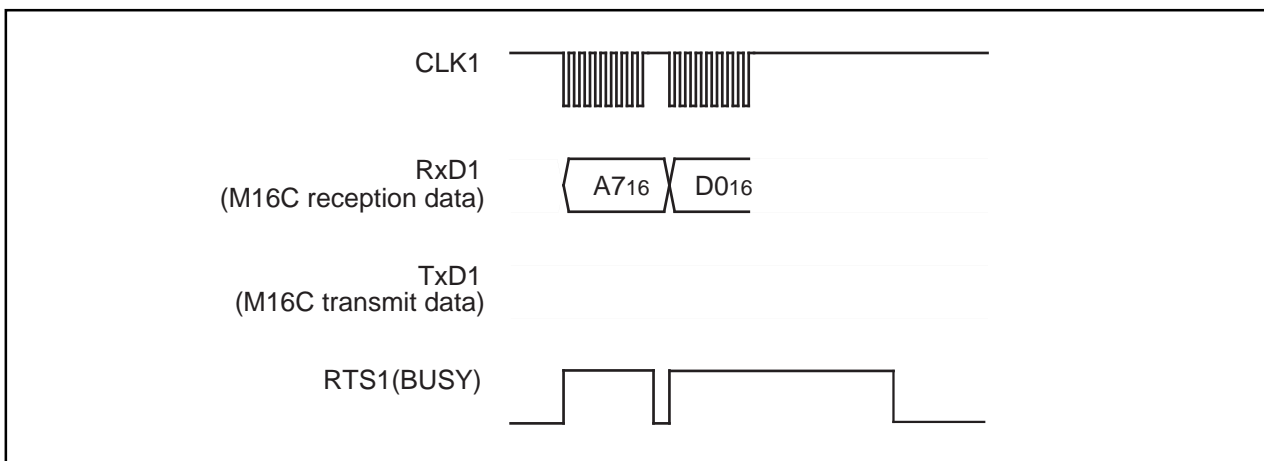 CLK1
RxD1
(M16C reception data)
A716
D016
TxD1
(M16C transmit data)
RTS1(BUSY)